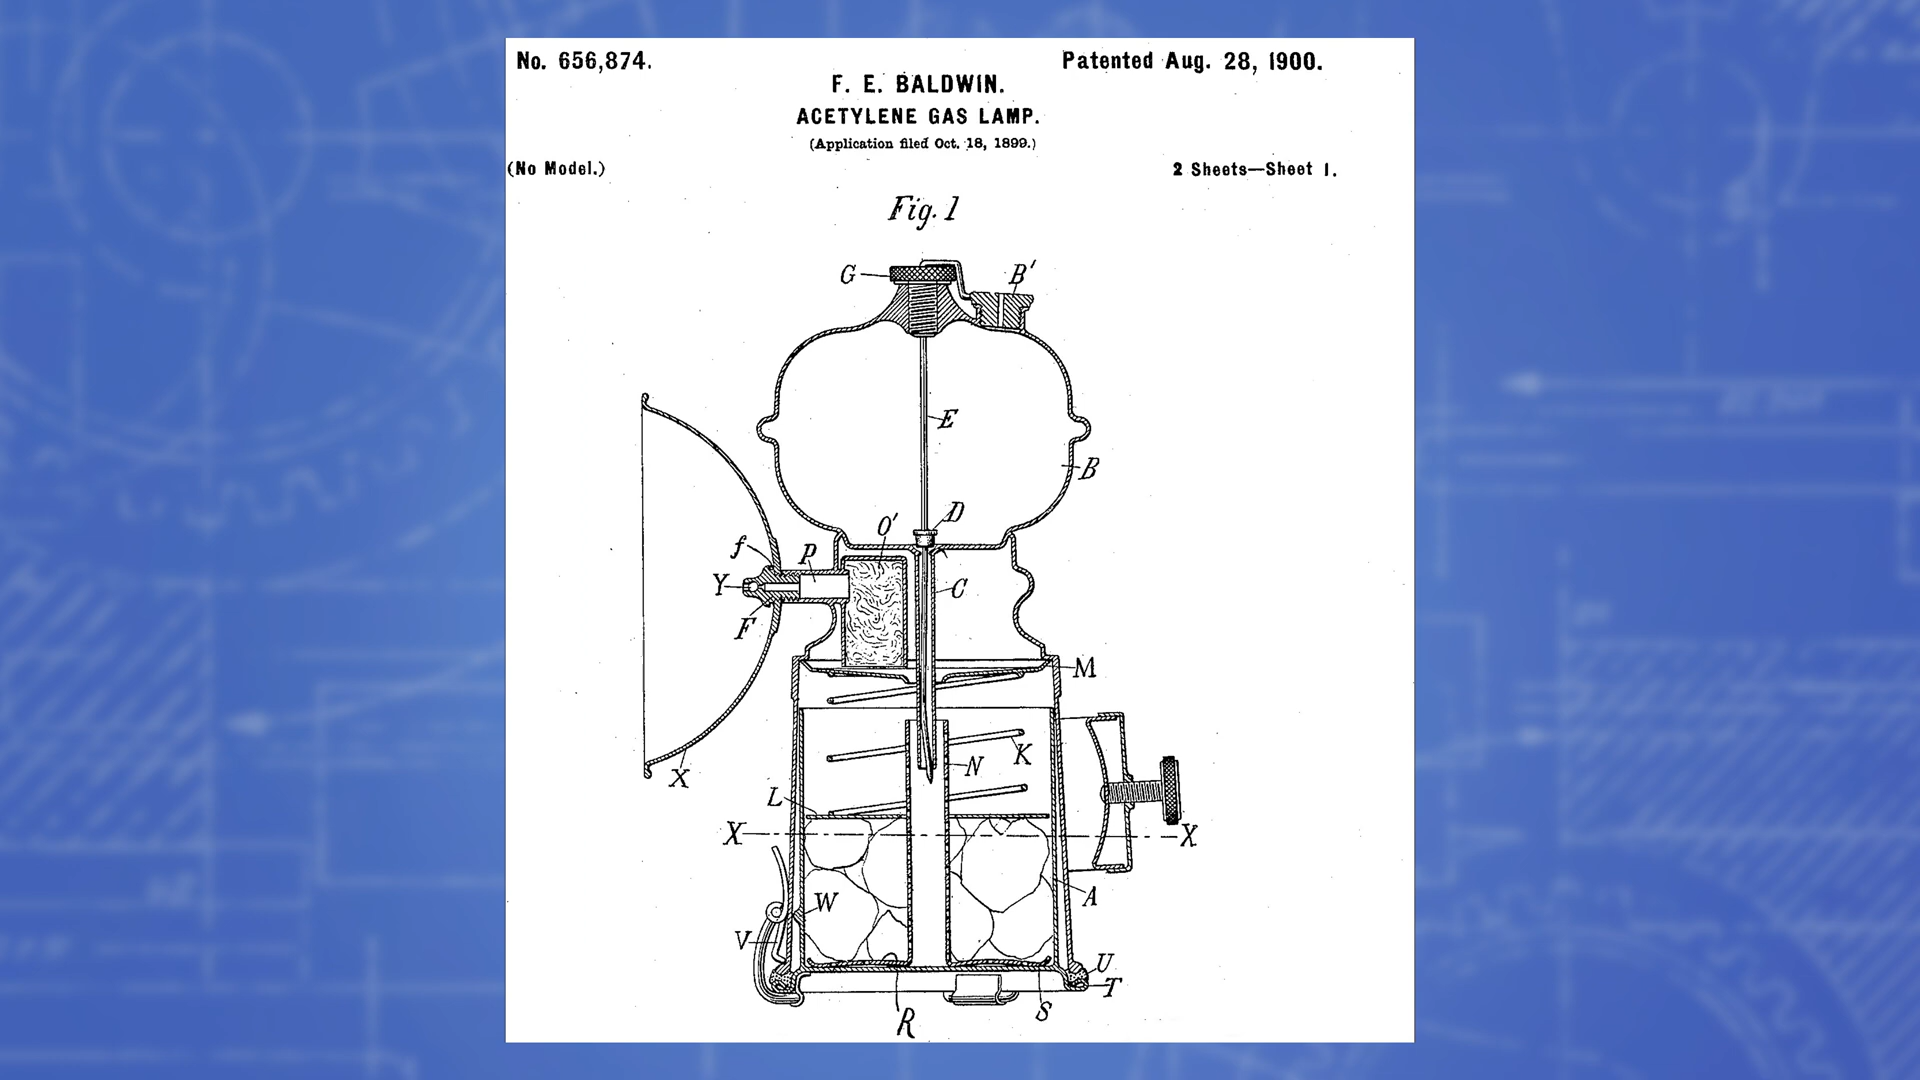 No. 656,874.
Patented Aug. 28, 1900.
F. E. BALDWIN.
ACETYLENE GAS LAMP.
(Application filed Oct. 18, 1899.)
(No Model.)
2 Sheets—Sheet 1.
Fig. 1
G
B'
E
B
D
O'
f
P
Y
C
F
M
K
N
X
L
X
X
A
W
V
U
T
S
R